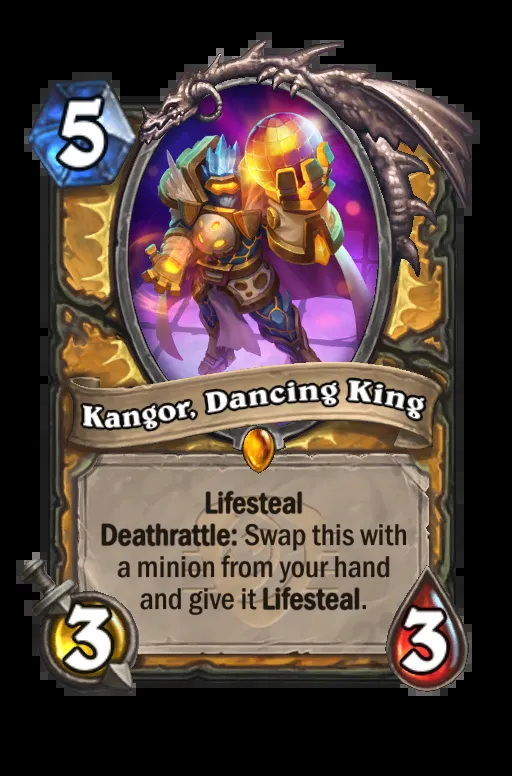 5
Kangor, Dancing King
Lifesteal
Deathrattle: Swap this with
a minion from your hand
and give it Lifesteal.
3
3